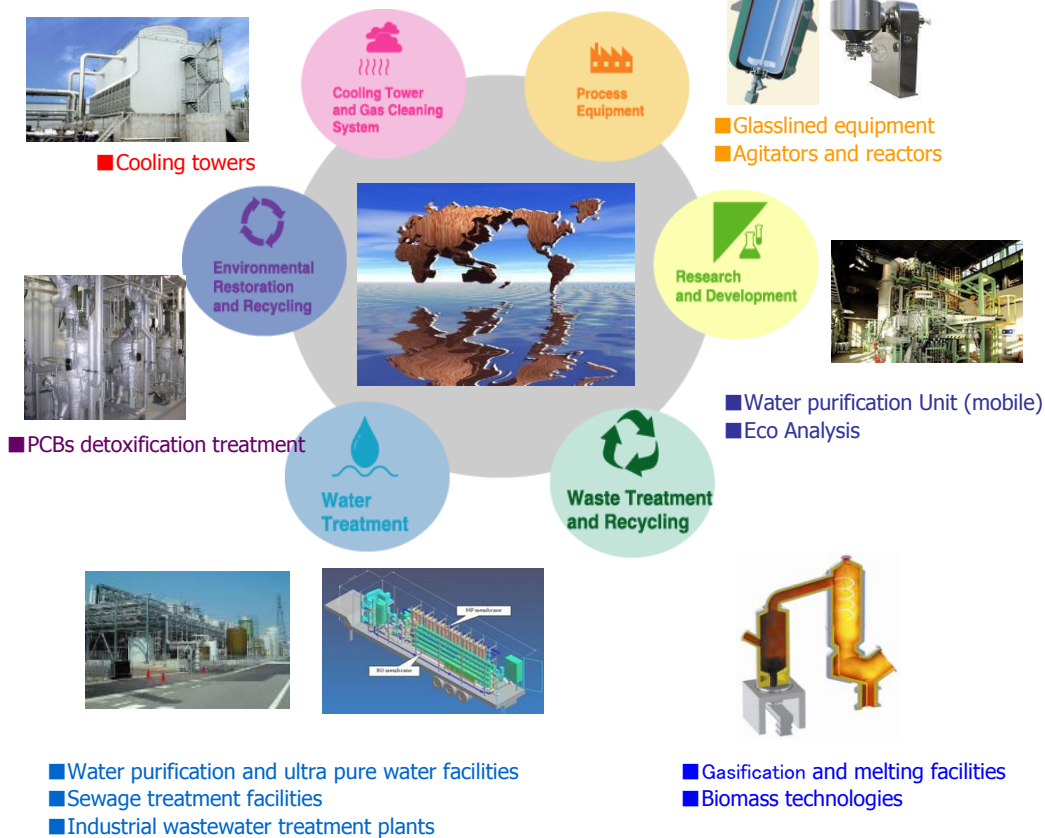 Cooling Tower
and Gas Cleaning
System
Process
Equipment
■Glasslined equipment
■Agitators and reactors
■Cooling towers
Environmental
Restoration
and Recycling
Research
and Development
■Water purification Unit (mobile)
■Eco Analysis
■PCBs detoxification treatment
Water
Treatment
Waste Treatment
and Recycling
MF membrane
RO membrane
■Water purification and ultra pure water facilities
■Sewage treatment facilities
■Industrial wastewater treatment plants
■Gasification and melting facilities
■Biomass technologies